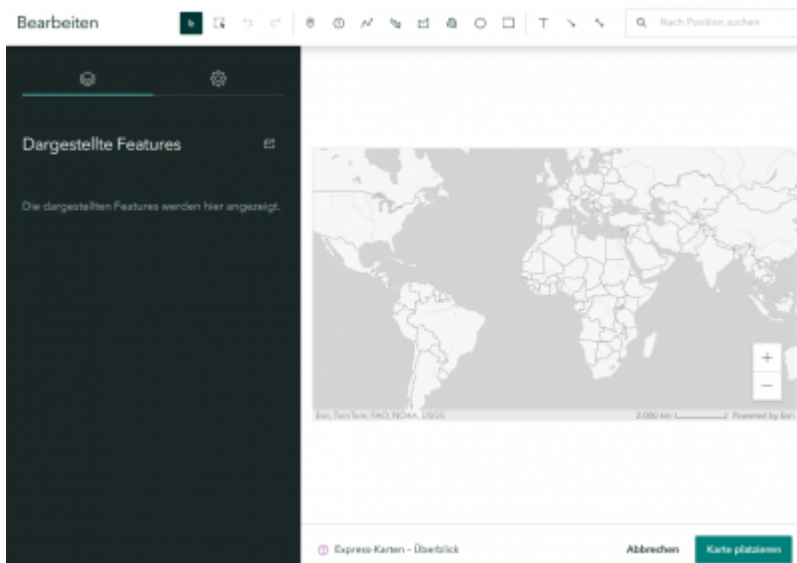 Bearbeiten
T
Nach Position suchen
Dargestellte Features
Die dargestellten Features werden hier angezeigt.
+
−
Esri, TomTom, FAO, NOAA, USGS
2.000 km
Powered by Esri
Express-Karten – Überblick
Abbrechen
Karte platzieren